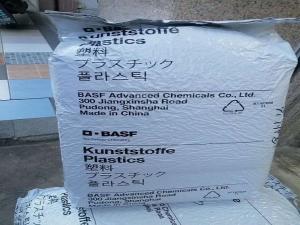 Kunststoffe
Plastics
塑料
プラスチック
플라스틱
BASF Advanced Chemicals Co., Ltd.
300 Jiangxinsha Road
Pudong, Shanghai
Made in China
BASF
Kunststoffe
Plastics
塑料
プラスチック
플라스틱
BASF Advanced Chemicals Co., Ltd.
300 Jiangxinsha Road
Pudong, Shanghai